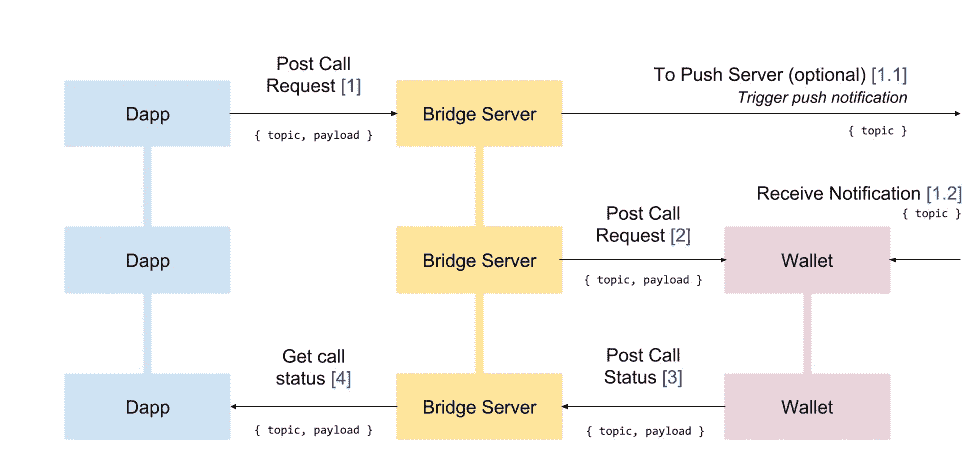 Post Call
Request [1]
To Push Server (optional) [1.1]
Trigger push notification
Dapp
Bridge Server
{ topic, payload }
{ topic }
Receive Notification [1.2]
{ topic }
Post Call
Request [2]
Dapp
Bridge Server
Wallet
{ topic, payload }
Get call
status [4]
Post Call
Status [3]
Dapp
Bridge Server
Wallet
{ topic, payload }
{ topic, payload }